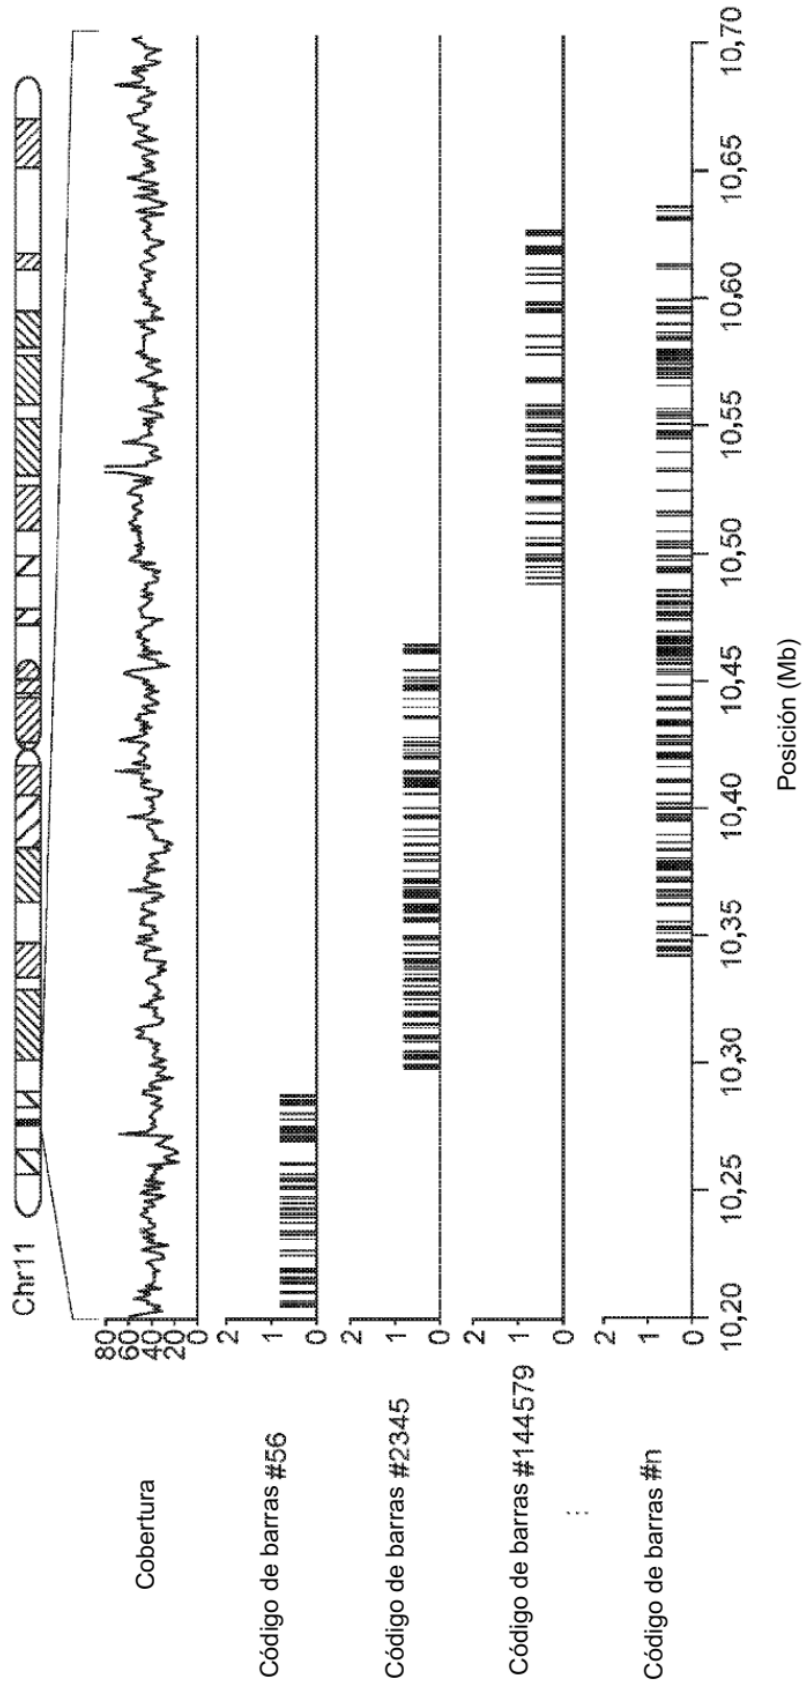 Chr11
Cobertura
80
60
40
20
0
Código de barras #56
2
1
0
Código de barras #2345
2
1
0
Código de barras #144579
2
1
0
...
Código de barras #n
2
1
0
10,20 10,25 10,30 10,35 10,40 10,45 10,50 10,55 10,60 10,65 10,70
Posición (Mb)